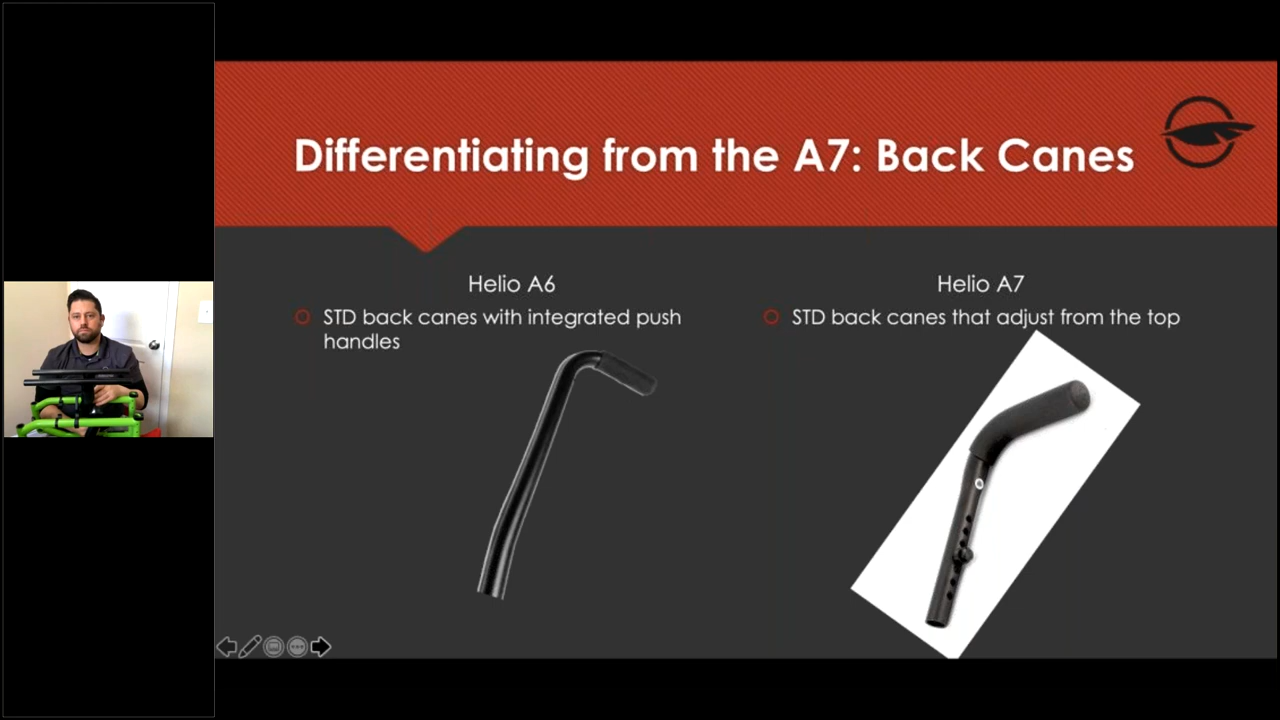 Differentiating from the A7: Back Canes
Helio A6
STD back canes with integrated push
handles
Helio A7
STD back canes that adjust from the top